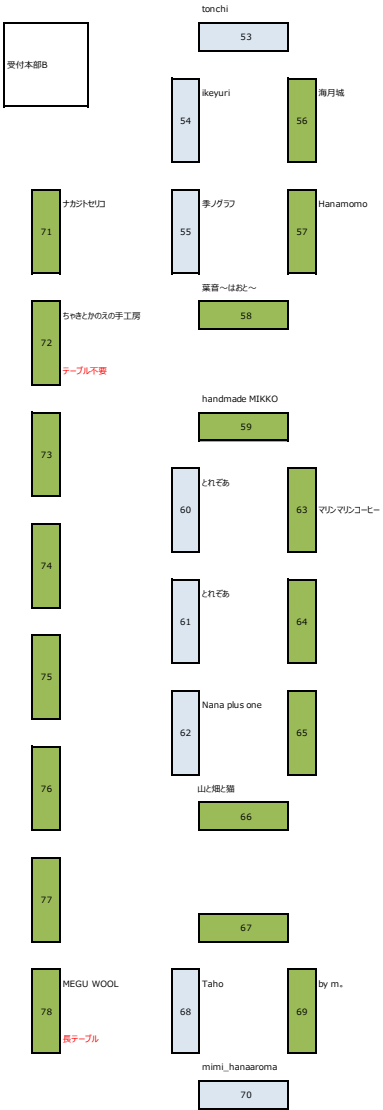 tonchi
53
受付本部B
ikeyuri
54
海月城
56
ナカジトセリコ
71
季ノグラフ
55
Hanamomo
57
葉音～はおと～
58
ちゃきとかのえの手工房
72
テーブル不要
handmade MIKKO
59
73
とれぞあ
60
63
マリンマリンコーヒー
74
とれぞあ
61
64
75
Nana plus one
62
65
76
山と畑と猫
66
77
67
MEGU WOOL
78
長テーブル
Taho
68
by m。
69
mimi_hanaaroma
70